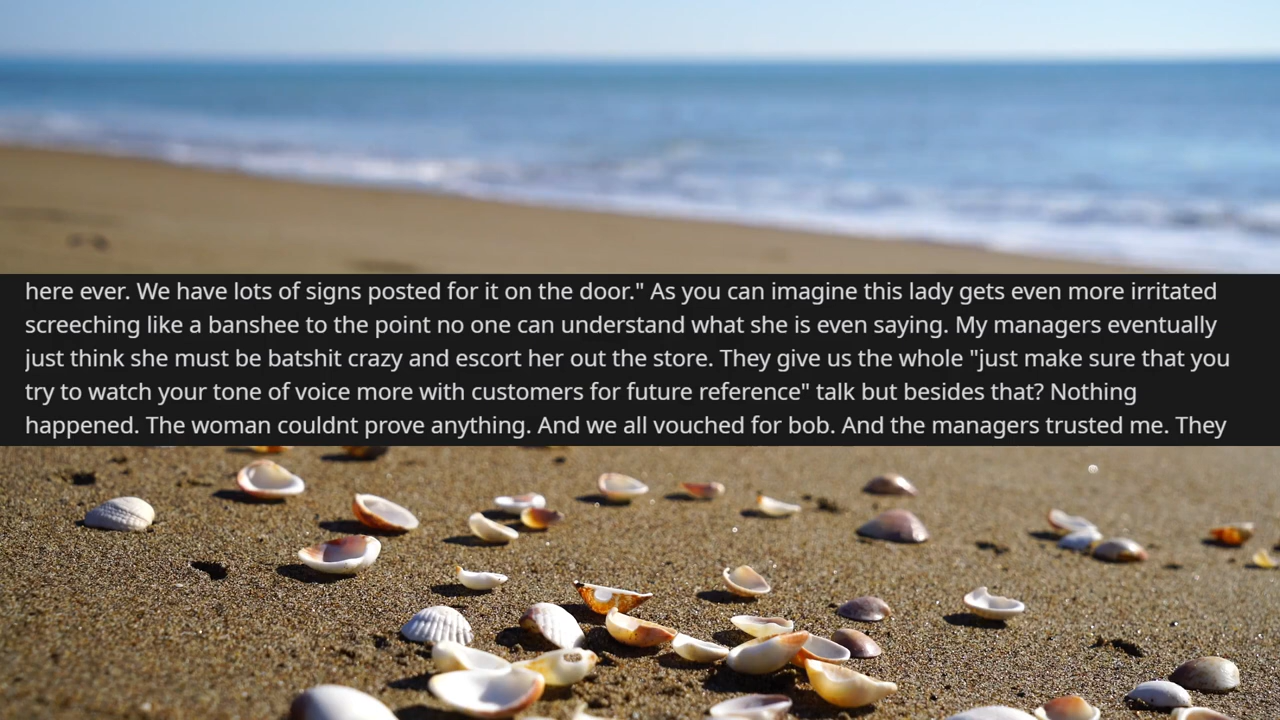 here ever. We have lots of signs posted for it on the door." As you can imagine this lady gets even more irritated
screeching like a banshee to the point no one can understand what she is even saying. My managers eventually
just think she must be batshit crazy and escort her out the store. They give us the whole "just make sure that you
try to watch your tone of voice more with customers for future reference" talk but besides that? Nothing
happened. The woman couldnt prove anything. And we all vouched for bob. And the managers trusted me. They